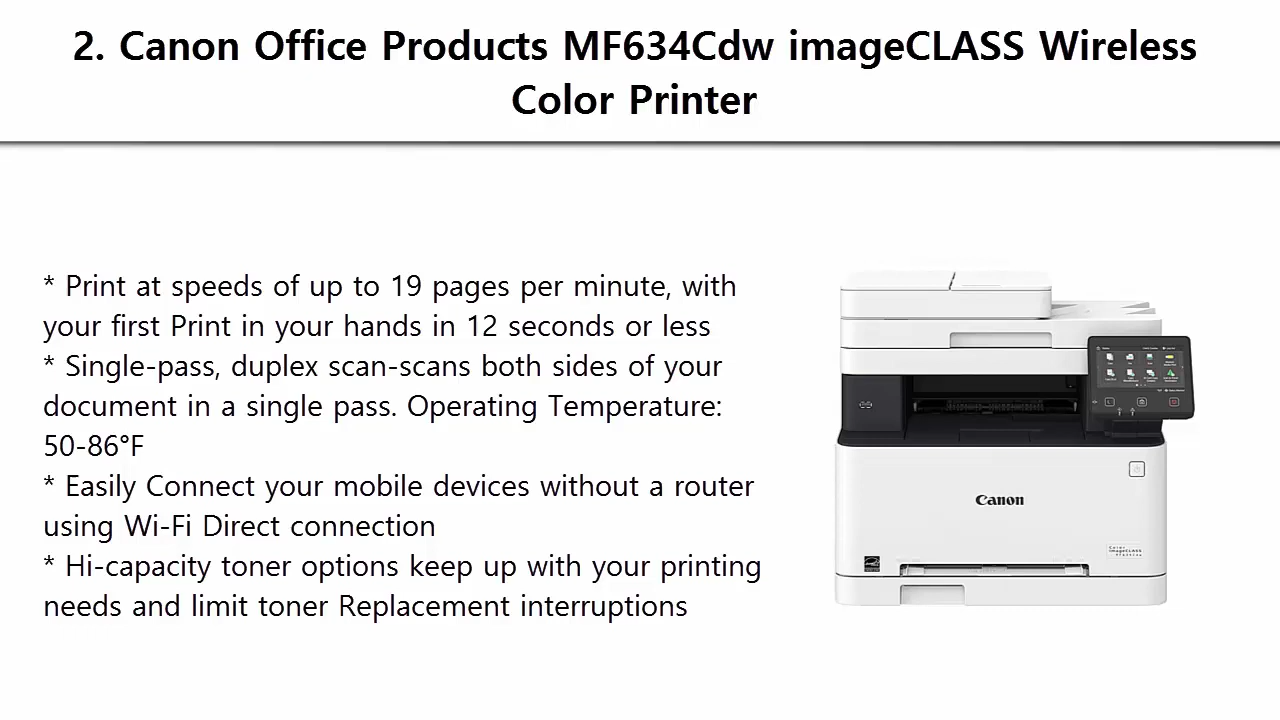 2. Canon Office Products MF634Cdw imageCLASS Wireless
Color Printer
* Print at speeds of up to 19 pages per minute, with
your first Print in your hands in 12 seconds or less
* Single-pass, duplex scan-scans both sides of your
document in a single pass. Operating Temperature:
50-86°F
* Easily Connect your mobile devices without a router
using Wi-Fi Direct connection
* Hi-capacity toner options keep up with your printing
needs and limit toner Replacement interruptions
Canon
Color
imageCLASS